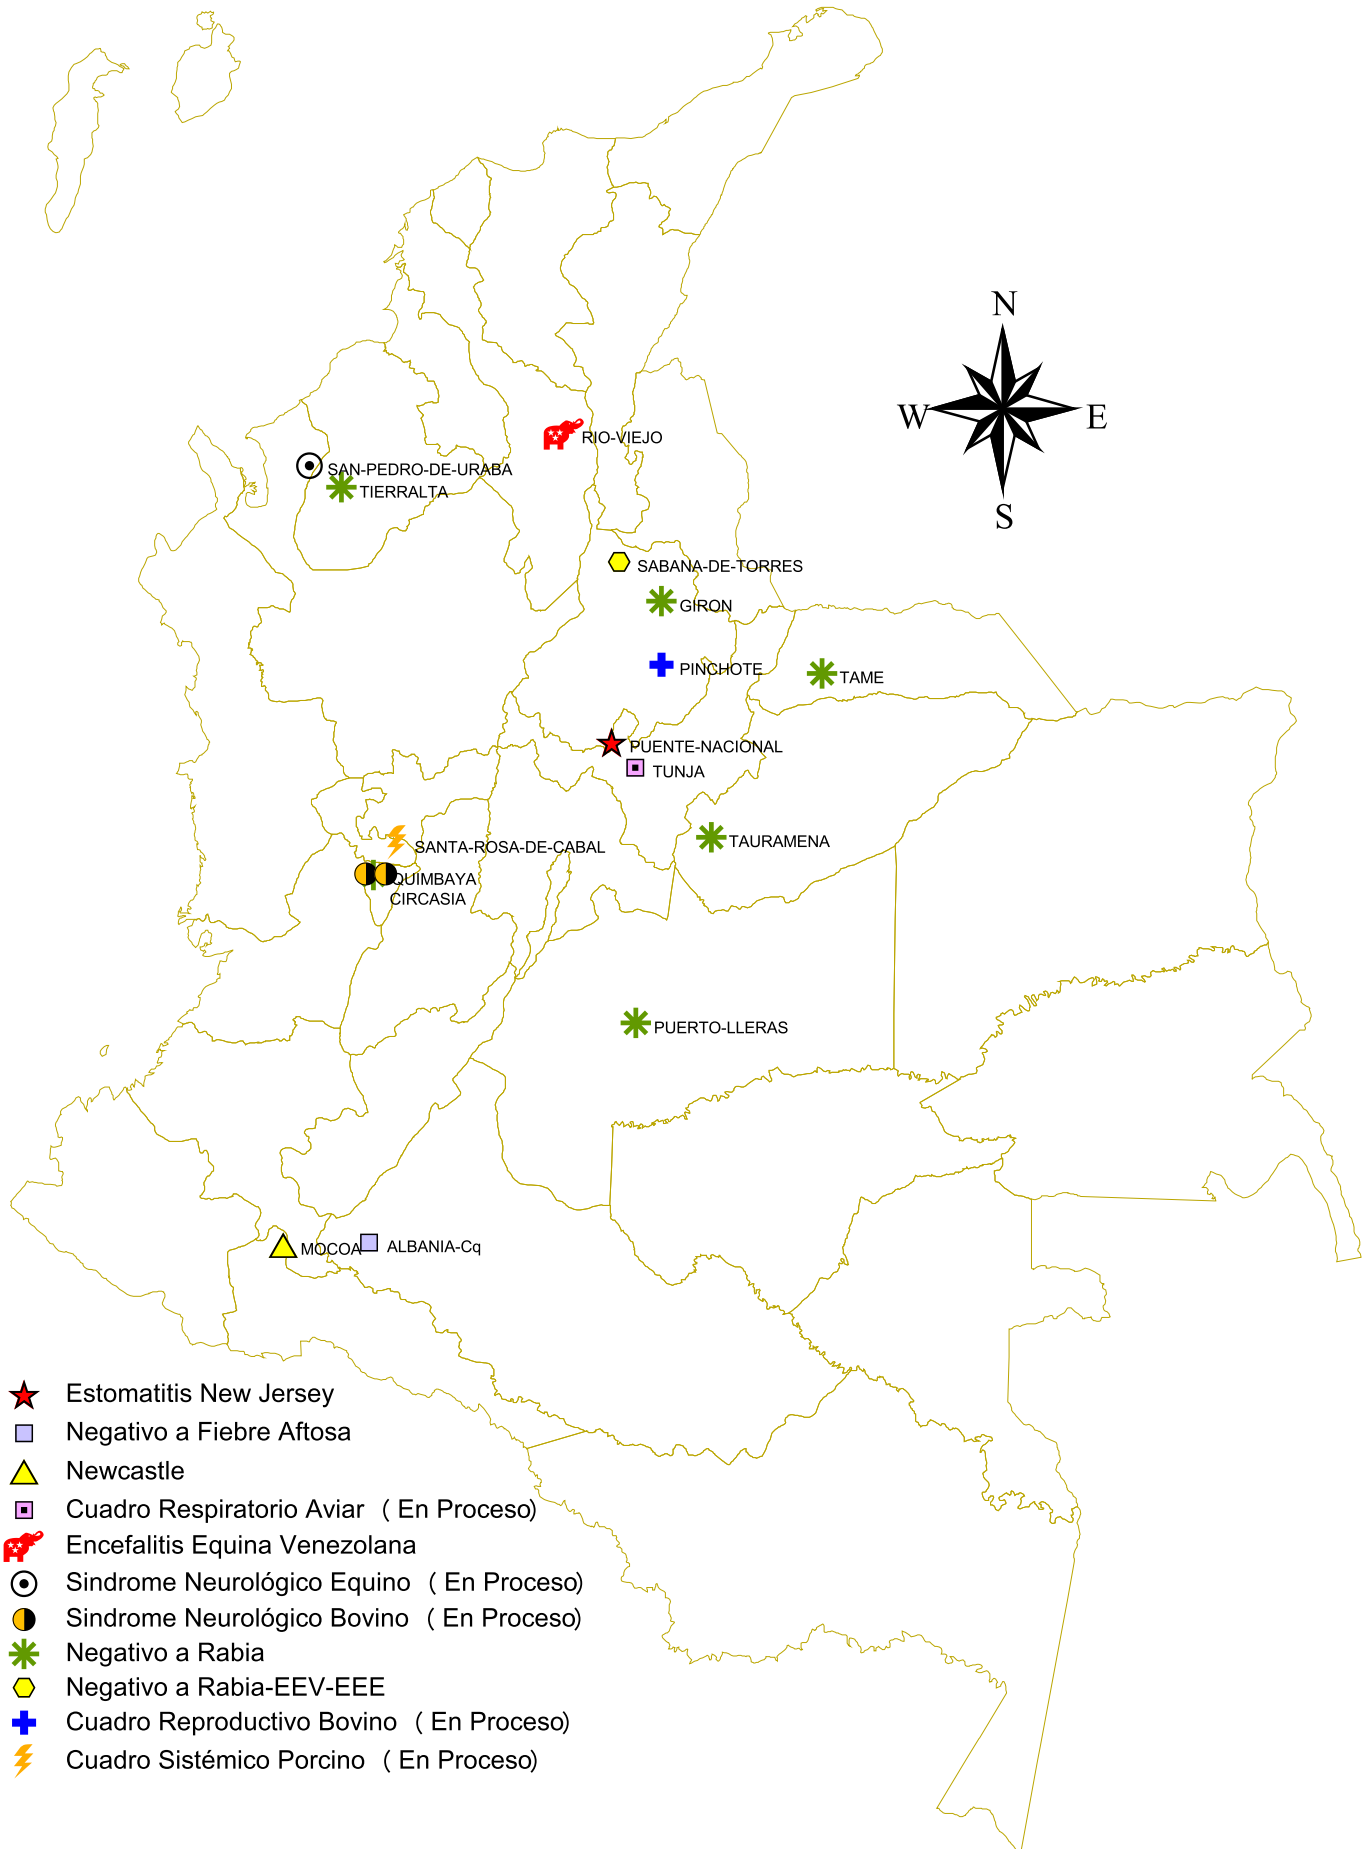 N
W
E
S
RIO-VIEJO
SAN-PEDRO-DE-URABA
TIERRALTA
SABANA-DE-TORRES
GIRON
PINCHOTE
TAME
PUENTE-NACIONAL
TUNJA
TAURAMENA
SANTA-ROSA-DE-CABAL
QUIMBAYA
CIRCASIA
PUERTO-LLERAS
MOCOA
ALBANIA-Cq
Estomatitis New Jersey
Negativo a Fiebre Aftosa
Newcastle
Cuadro Respiratorio Aviar ( En Proceso)
Encefalitis Equina Venezolana
Sindrome Neurológico Equino ( En Proceso)
Sindrome Neurológico Bovino ( En Proceso)
Negativo a Rabia
Negativo a Rabia-EEV-EEE
Cuadro Reproductivo Bovino ( En Proceso)
Cuadro Sistémico Porcino ( En Proceso)